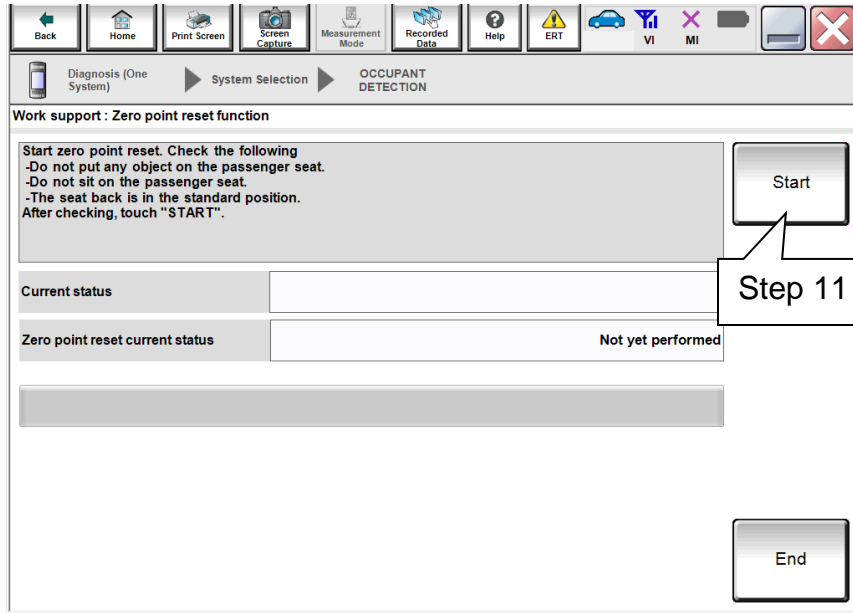 Back
Home
Print Screen
Screen
Capture
Measurement
Mode
Recorded
Data
Help
ERT
VI
MI
Diagnosis (One
System)
System Selection
OCCUPANT
DETECTION
Work support : Zero point reset function
Start zero point reset. Check the following
-Do not put any object on the passenger seat.
-Do not sit on the passenger seat.
-The seat back is in the standard position.
After checking, touch "START".
Start
Step 11
Current status
Zero point reset current status
Not yet performed
End